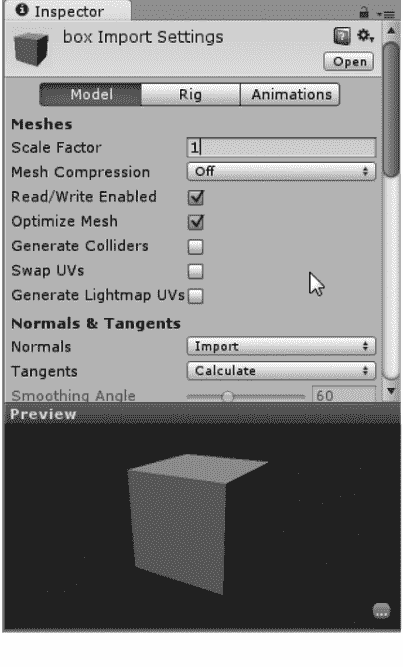 Inspector
box Import Settings
Open
Model Rig Animations
Meshes
Scale Factor 1
Mesh Compression Off
Read/Write Enabled
Optimize Mesh
Generate Colliders
Swap UVs
Generate Lightmap UVs
Normals & Tangents
Normals Import
Tangents Calculate
Smoothing Angle 60
Preview